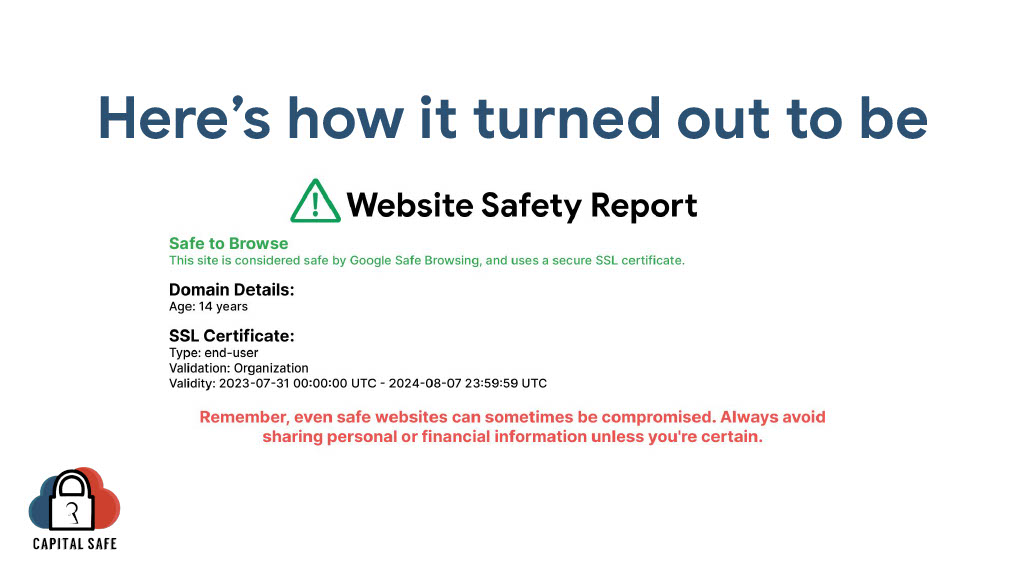 Here’s how it turned out to be
Website Safety Report
Safe to Browse
This site is considered safe by Google Safe Browsing, and uses a secure SSL certificate.
Domain Details:
Age: 14 years
SSL Certificate:
Type: end-user
Validation: Organization
Validity: 2023-07-31 00:00:00 UTC - 2024-08-07 23:59:59 UTC
Remember, even safe websites can sometimes be compromised. Always avoid
sharing personal or financial information unless you're certain.
CAPITAL SAFE